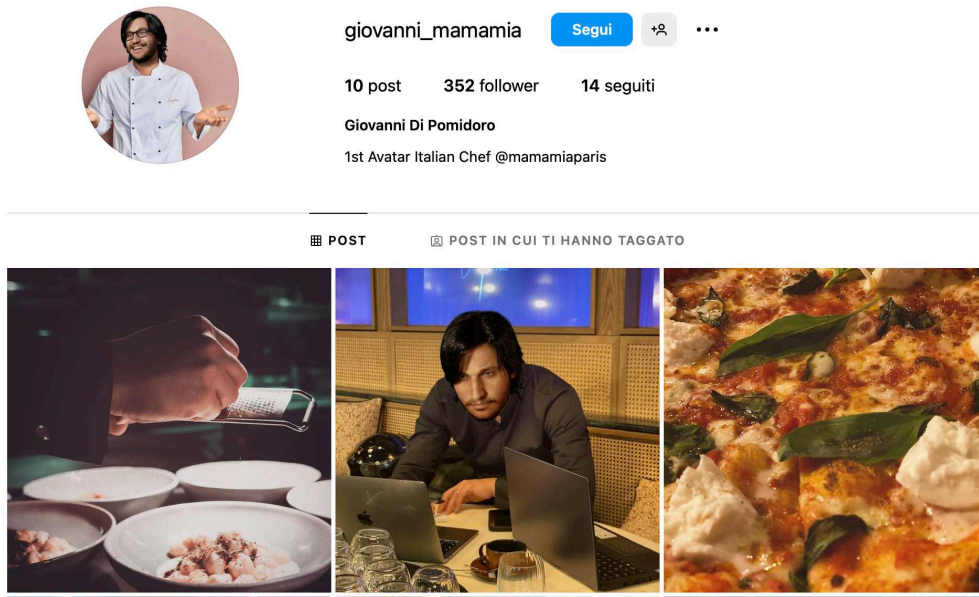 giovanni_mamamia Segui
10 post 352 follower 14 seguiti
Giovanni Di Pomidoro
1st Avatar Italian Chef @mamamiaparis
POST POST IN CUI TI HANNO TAGGATO